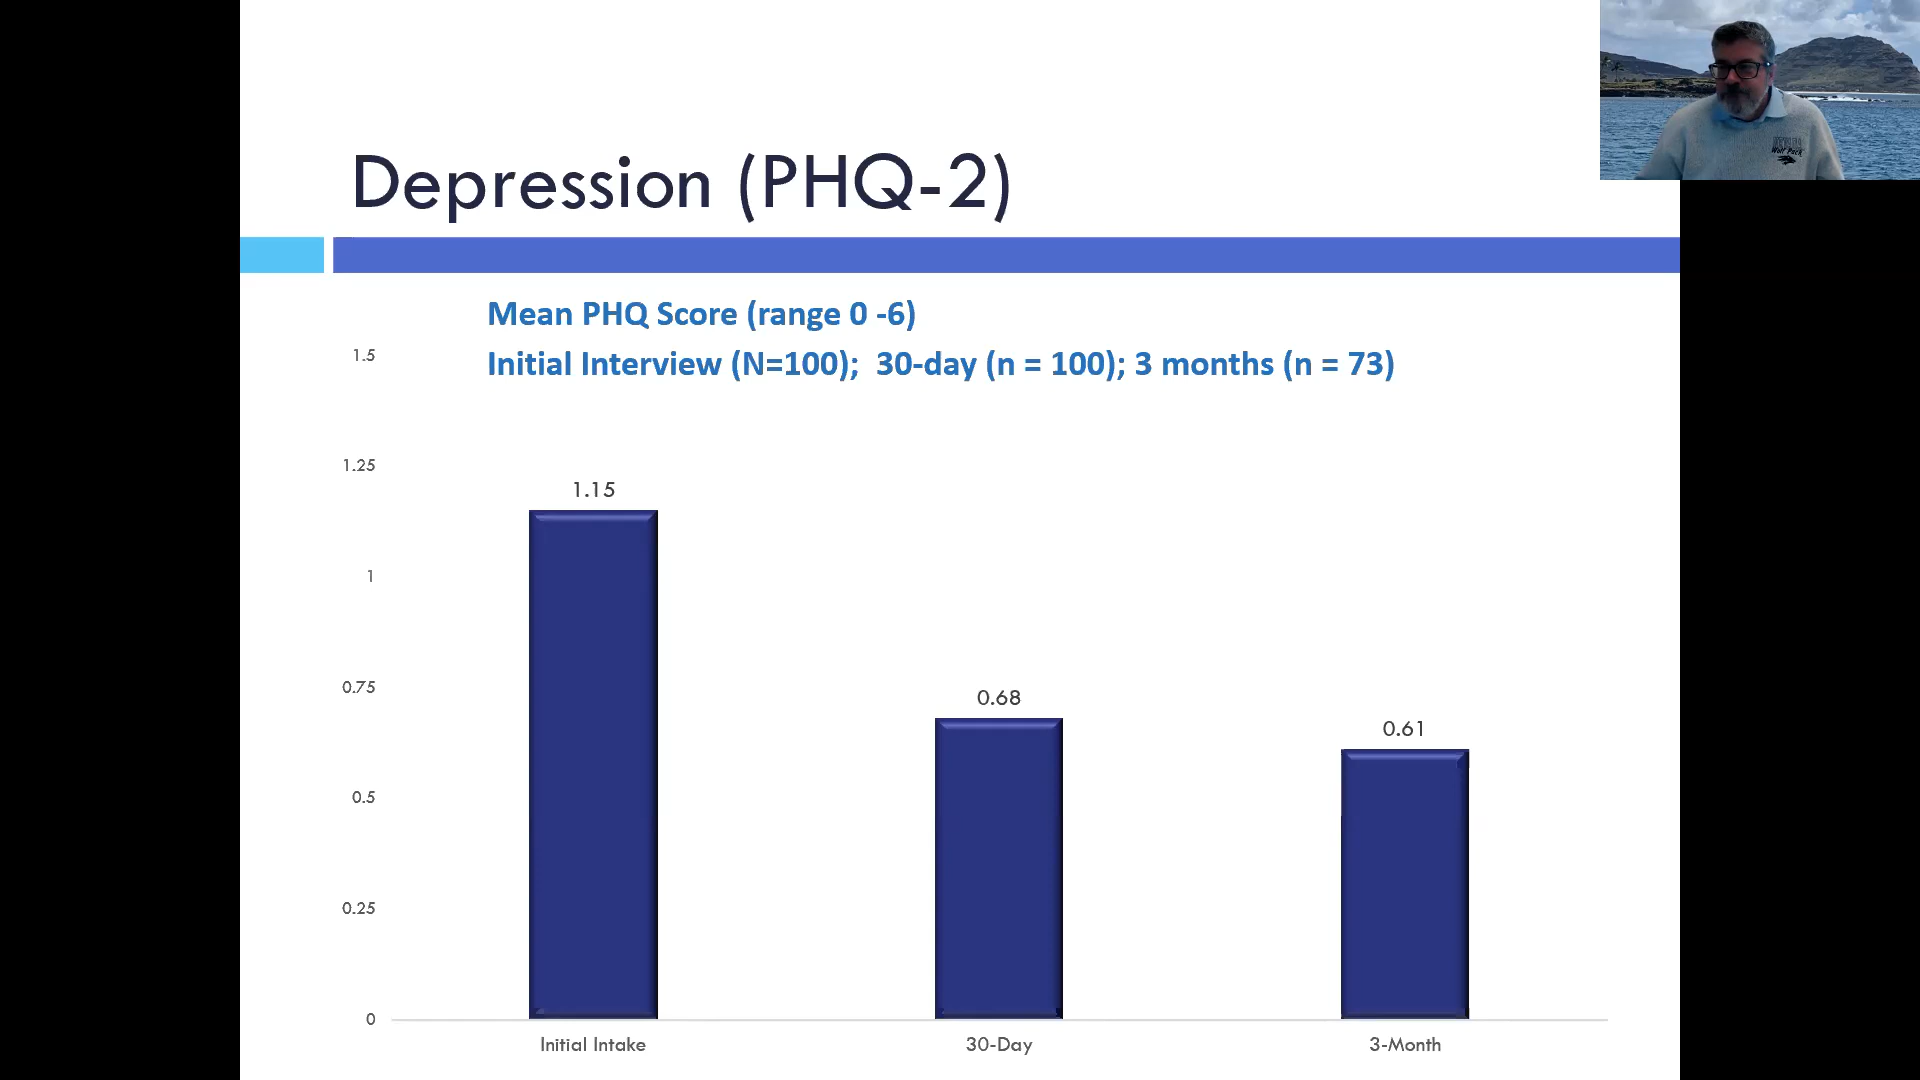 Depression (PHQ-2)
Mean PHQ Score (range 0 -6)
Initial Interview (N=100);  30-day (n = 100); 3 months (n = 73)
1.5
1.25
1
0.75
0.5
0.25
0
1.15
0.68
0.61
Initial Intake
30-Day
3-Month
Wolf Pack